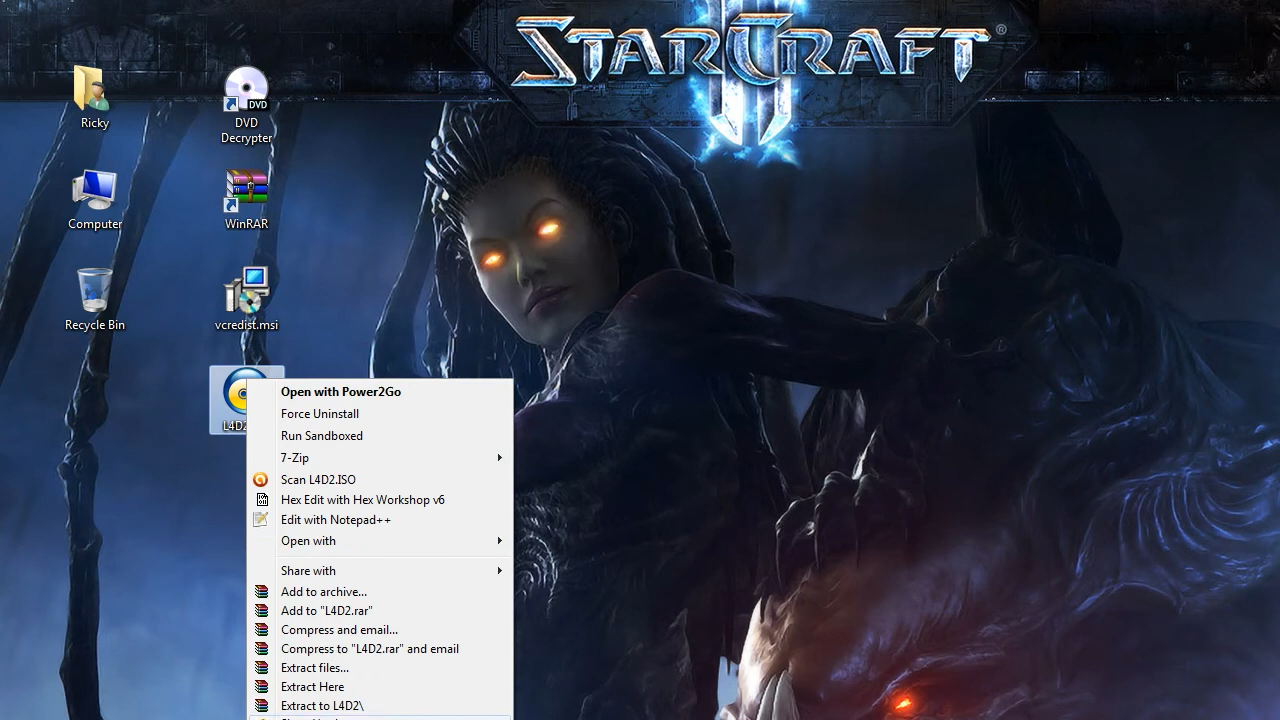 STARCRAFT®
II
Ricky
DVD
DVD
Decrypter
Computer
WinRAR
Recycle Bin
vcredist.msi
L4D2
Open with Power2Go
Force Uninstall
Run Sandboxed
7-Zip
Scan L4D2.ISO
Hex Edit with Hex Workshop v6
Edit with Notepad++
Open with
Share with
Add to archive...
Add to "L4D2.rar"
Compress and email...
Compress to "L4D2.rar" and email
Extract files...
Extract Here
Extract to L4D2\